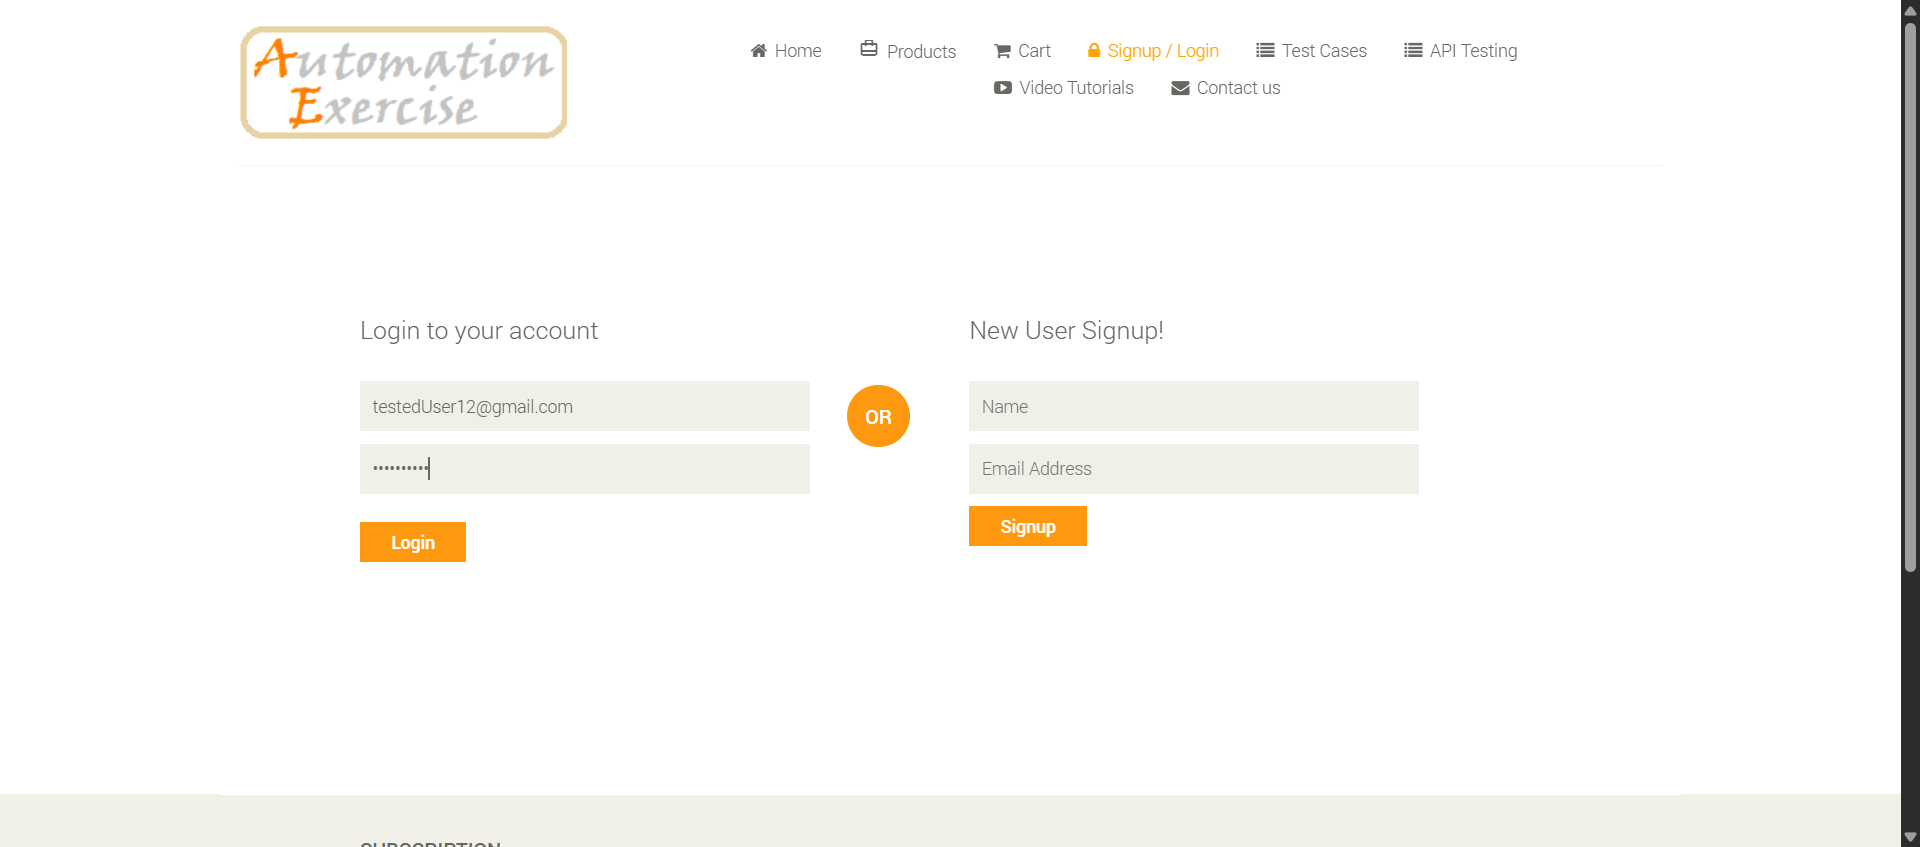 Automation
Exercise
Home
Products
Cart
Signup / Login
Test Cases
API Testing
Video Tutorials
Contact us
Login to your account
testedUser12@gmail.com
••••••••••
Login
OR
New User Signup!
Name
Email Address
Signup
SUBSCRIPTION